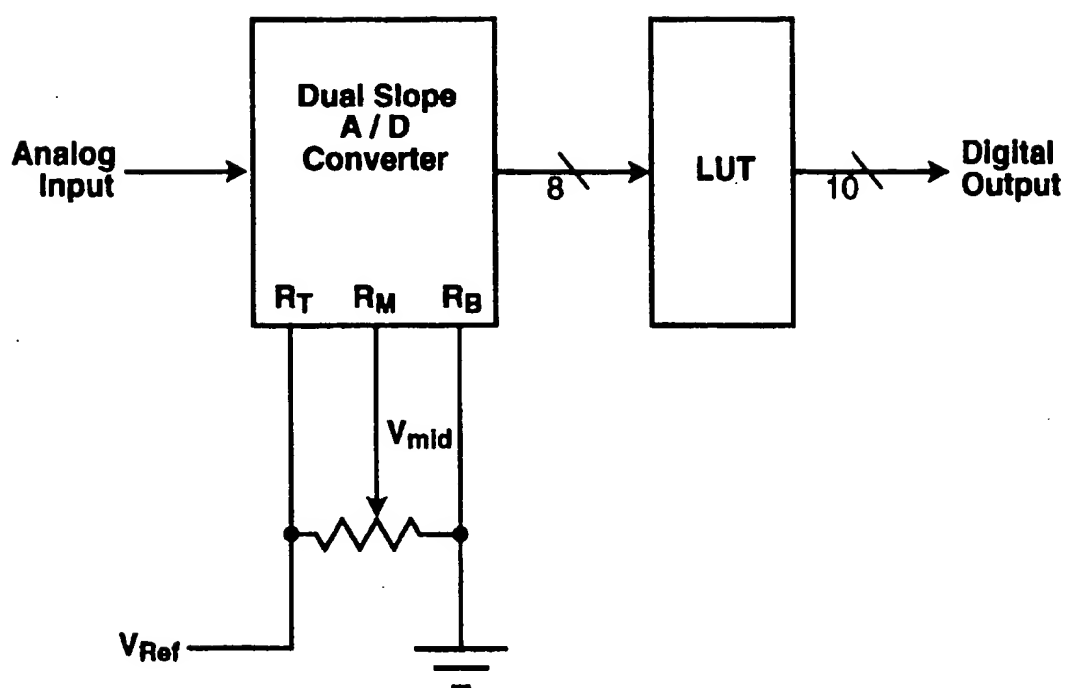 Dual Slope
A / D
Converter
Analog
Input
8
LUT
10
Digital
Output
RT RM RB
Vmid
VRef